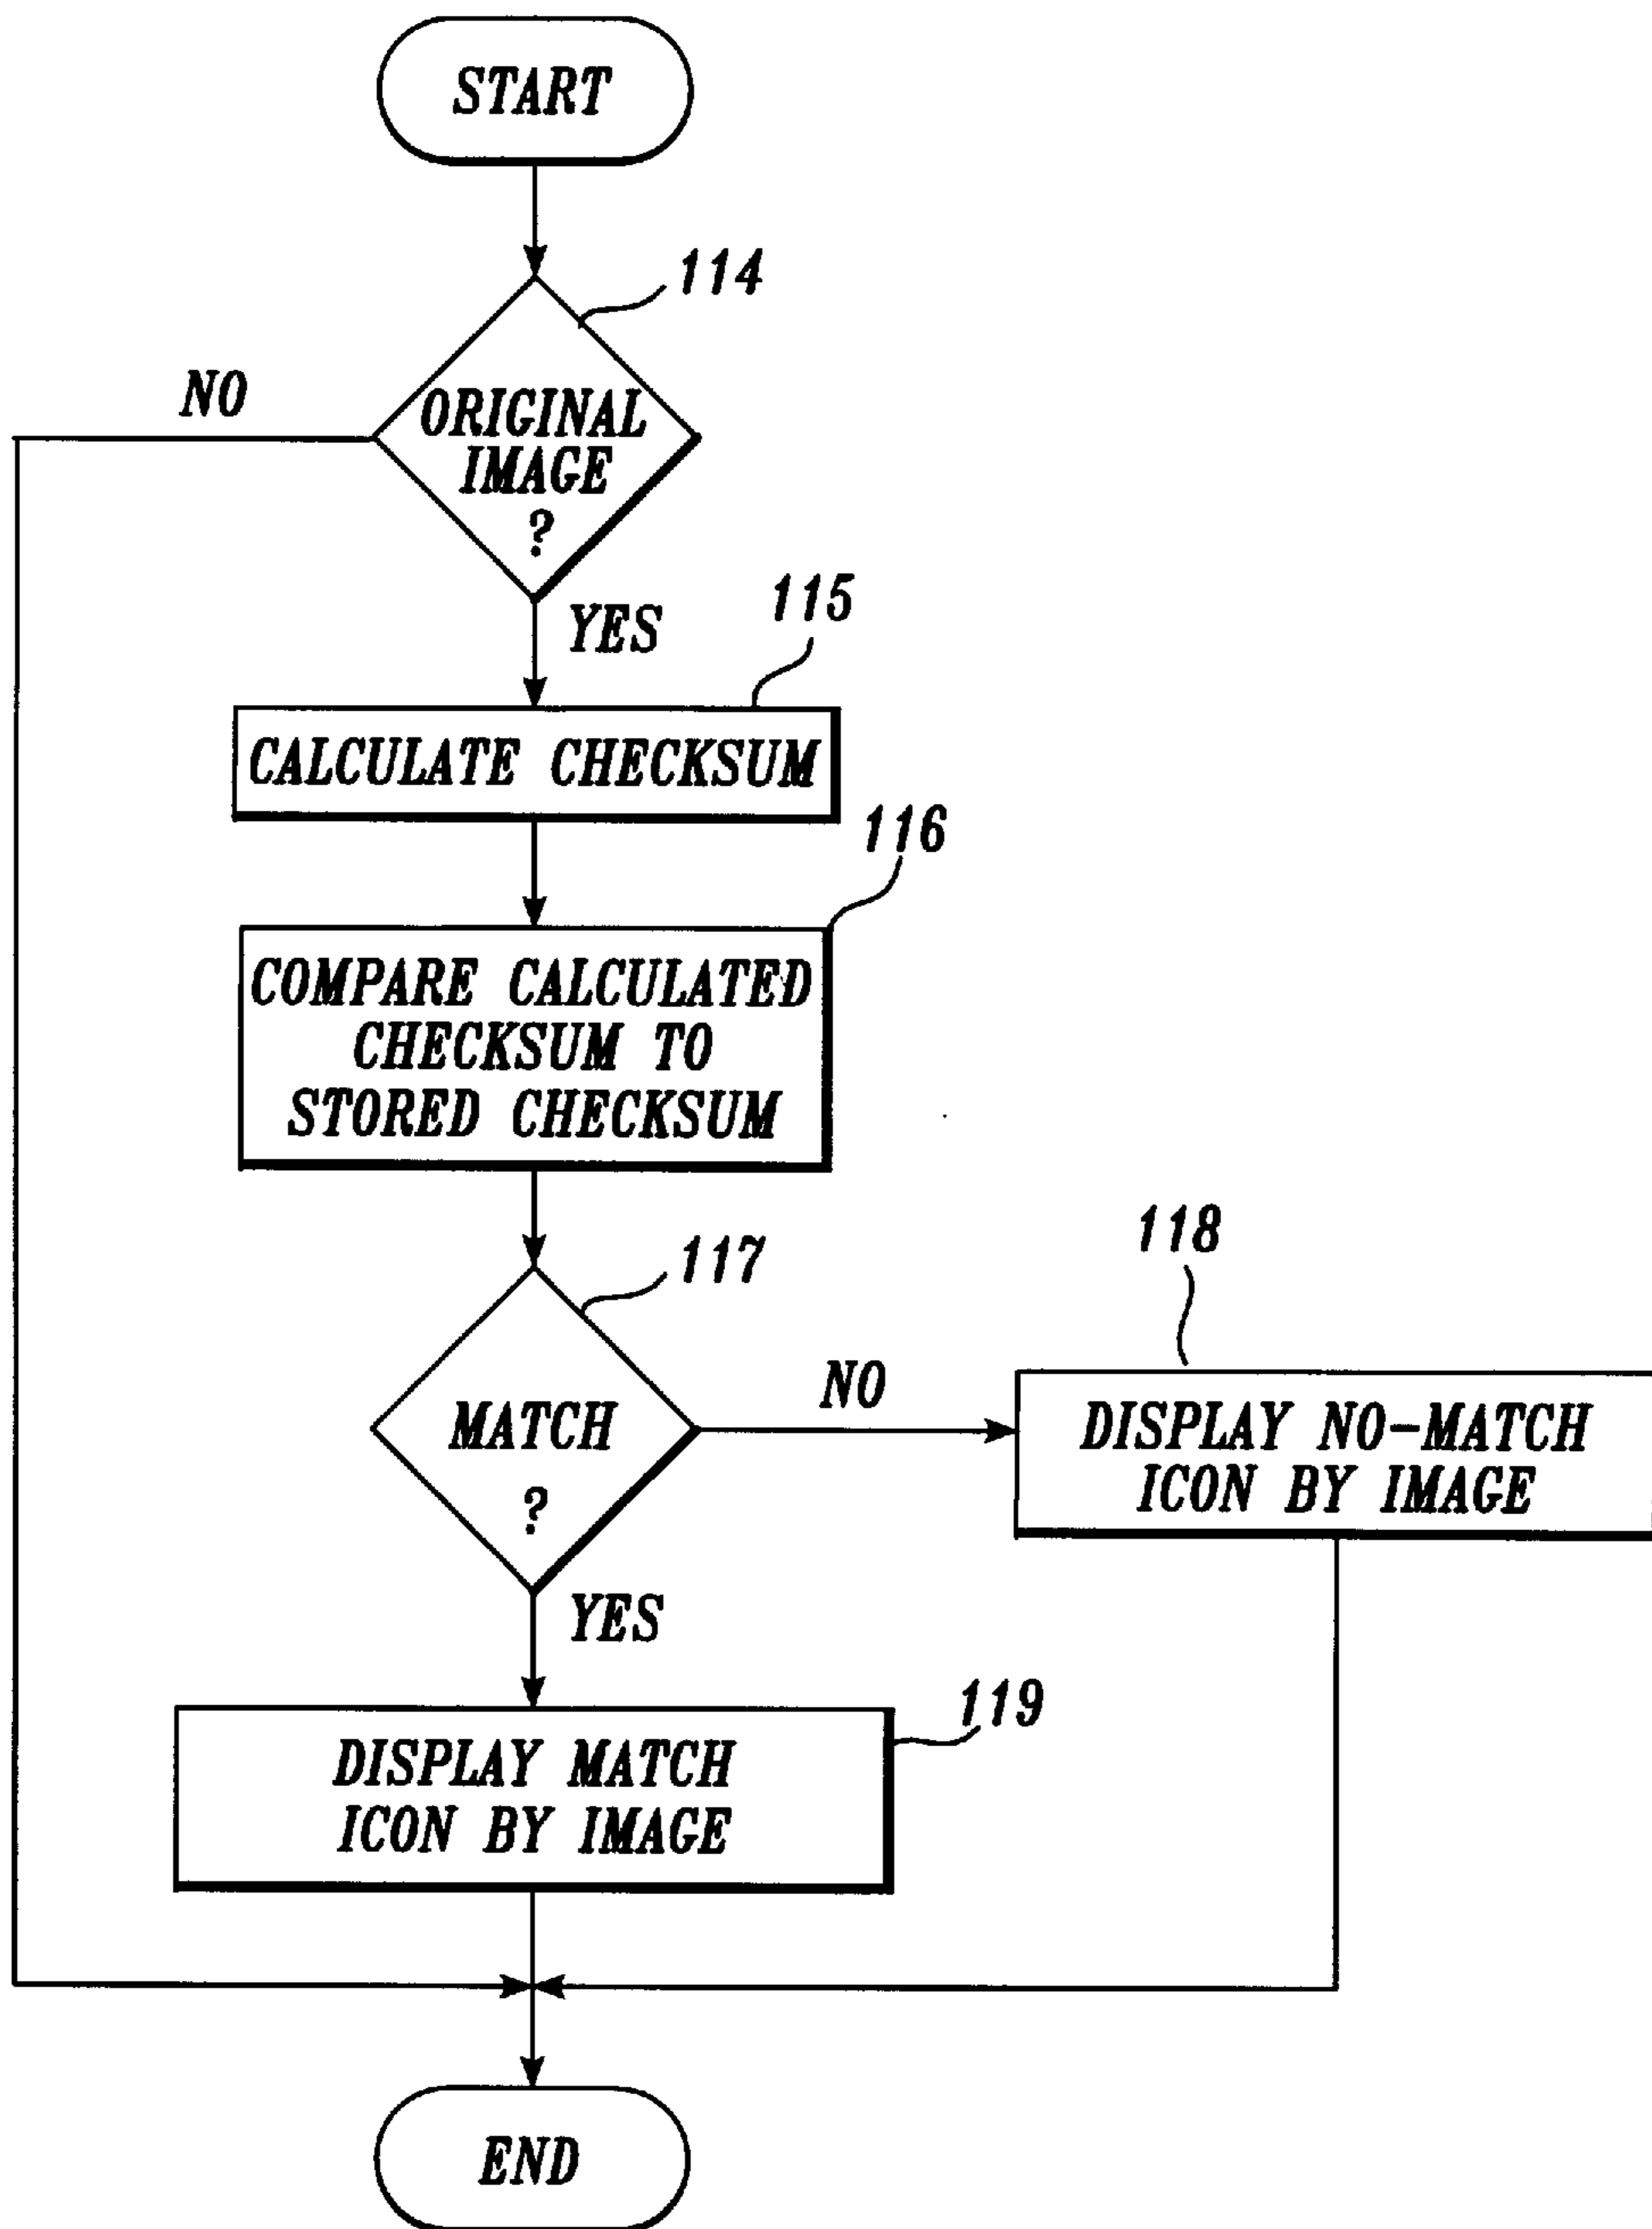 START
114
NO
ORIGINAL
IMAGE
?
YES
115
CALCULATE CHECKSUM
116
COMPARE CALCULATED
CHECKSUM TO
STORED CHECKSUM
117
118
MATCH
?
NO
DISPLAY NO-MATCH
ICON BY IMAGE
YES
119
DISPLAY MATCH
ICON BY IMAGE
END